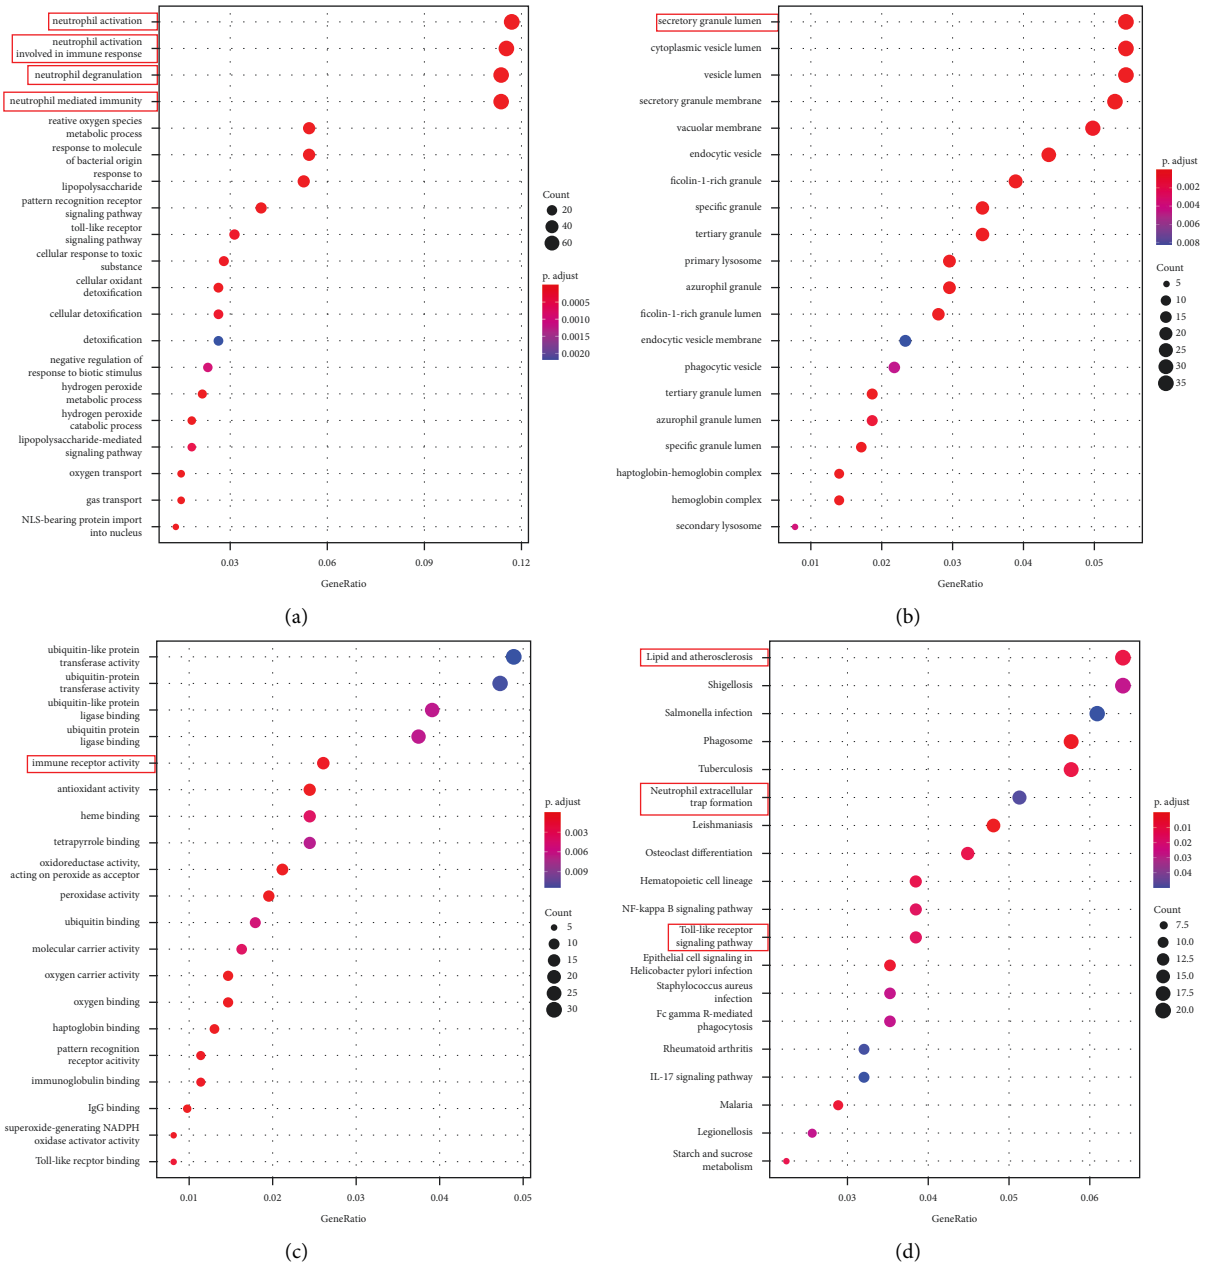 neutrophil activation
neutrophil activation
involved in immune response
neutrophil degranulation
neutrophil mediated immunity
reative oxygen species
metabolic process
response to molecule
of bacterial origin
response to
lipopolysaccharide
pattern recognition receptor
signaling pathway
toll-like receptor
signaling pathway
cellular response to toxic
substance
cellular oxidant
detoxification
cellular detoxification
detoxification
negative regulation of
response to biotic stimulus
hydrogen peroxide
metabolic process
hydrogen peroxide
catabolic process
lipopolysaccharide-mediated
signaling pathway
oxygen transport
gas transport
NLS-bearing protein import
into nucleus
0.03 0.06 0.09 0.12
GeneRatio
Count
20
40
60
p. adjust
0.0005
0.0010
0.0015
0.0020
(a)
secretory granule lumen
cytoplasmic vesicle lumen
vesicle lumen
secretory granule membrane
vacuolar membrane
endocytic vesicle
ficolin-1-rich granule
specific granule
tertiary granule
primary lysosome
azurophil granule
ficolin-1-rich granule lumen
endocytic vesicle membrane
phagocytic vesicle
tertiary granule lumen
azurophil granule lumen
specific granule lumen
haptoglobin-hemoglobin complex
hemoglobin complex
secondary lysosome
0.01 0.02 0.03 0.04 0.05
GeneRatio
p. adjust
0.002
0.004
0.006
0.008
Count
5
10
15
20
25
30
35
(b)
ubiquitin-like protein
transferase activity
ubiquitin-protein
transferase activity
ubiquitin-like protein
ligase binding
ubiquitin protein
ligase binding
immune receptor activity
antioxidant activity
heme binding
tetrapyrrole binding
oxidoreductase activity,
acting on peroxide as acceptor
peroxidase activity
ubiquitin binding
molecular carrier activity
oxygen carrier activity
oxygen binding
haptoglobin binding
pattern recognition
receptor acitivity
immunoglobulin binding
IgG binding
superoxide-generating NADPH
oxidase activator activity
Toll-like recptor binding
0.01 0.02 0.03 0.04 0.05
GeneRatio
p. adjust
0.003
0.006
0.009
Count
5
10
15
20
25
30
(c)
Lipid and atherosclerosis
Shigellosis
Salmonella infection
Phagosome
Tuberculosis
Neutrophil extracellular
trap formation
Leishmaniasis
Osteoclast differentiation
Hematopoietic cell lineage
NF-kappa B signaling pathway
Toll-like receptor
signaling pathway
Epithelial cell signaling in
Helicobacter pylori infection
Staphylococcus aureus
infection
Fc gamma R-mediated
phagocytosis
Rheumatoid arthritis
IL-17 signaling pathway
Malaria
Legionellosis
Starch and sucrose
metabolism
0.03 0.04 0.05 0.06
GeneRatio
p. adjust
0.01
0.02
0.03
0.04
Count
7.5
10.0
12.5
15.0
17.5
20.0
(d)